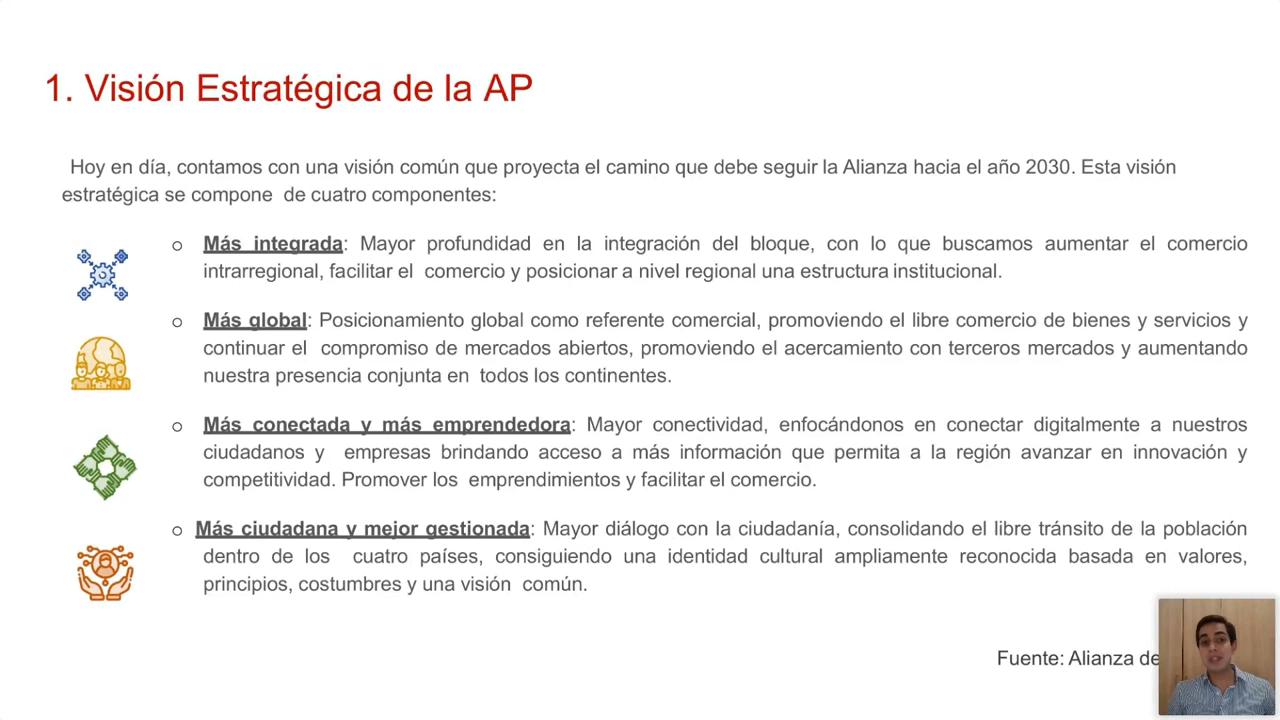 1. Visión Estratégica de la AP
Hoy en día, contamos con una visión común que proyecta el camino que debe seguir la Alianza hacia el año 2030. Esta visión
estratégica se compone de cuatro componentes:
o Más integrada: Mayor profundidad en la integración del bloque, con lo que buscamos aumentar el comercio
intrarregional, facilitar el comercio y posicionar a nivel regional una estructura institucional.
o Más global: Posicionamiento global como referente comercial, promoviendo el libre comercio de bienes y servicios y
continuar el compromiso de mercados abiertos, promoviendo el acercamiento con terceros mercados y aumentando
nuestra presencia conjunta en todos los continentes.
o Más conectada y más emprendedora: Mayor conectividad, enfocándonos en conectar digitalmente a nuestros
ciudadanos y empresas brindando acceso a más información que permita a la región avanzar en innovación y
competitividad. Promover los emprendimientos y facilitar el comercio.
o Más ciudadana y mejor gestionada: Mayor diálogo con la ciudadanía, consolidando el libre tránsito de la población
dentro de los cuatro países, consiguiendo una identidad cultural ampliamente reconocida basada en valores,
principios, costumbres y una visión común.
Fuente: Alianza de